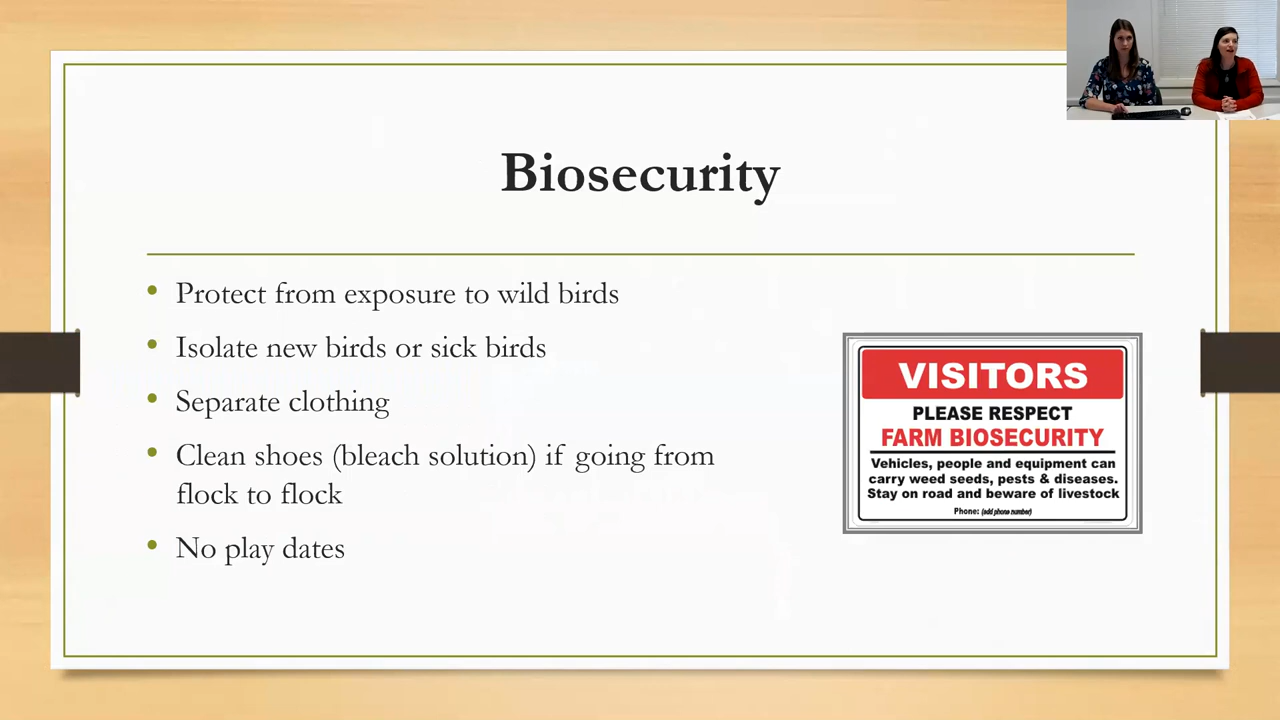 Biosecurity
• Protect from exposure to wild birds
• Isolate new birds or sick birds
• Separate clothing
• Clean shoes (bleach solution) if going from
flock to flock
• No play dates
VISITORS
PLEASE RESPECT
FARM BIOSECURITY
Vehicles, people and equipment can
carry weed seeds, pests & diseases.
Stay on road and beware of livestock
Phone: (add phone number)